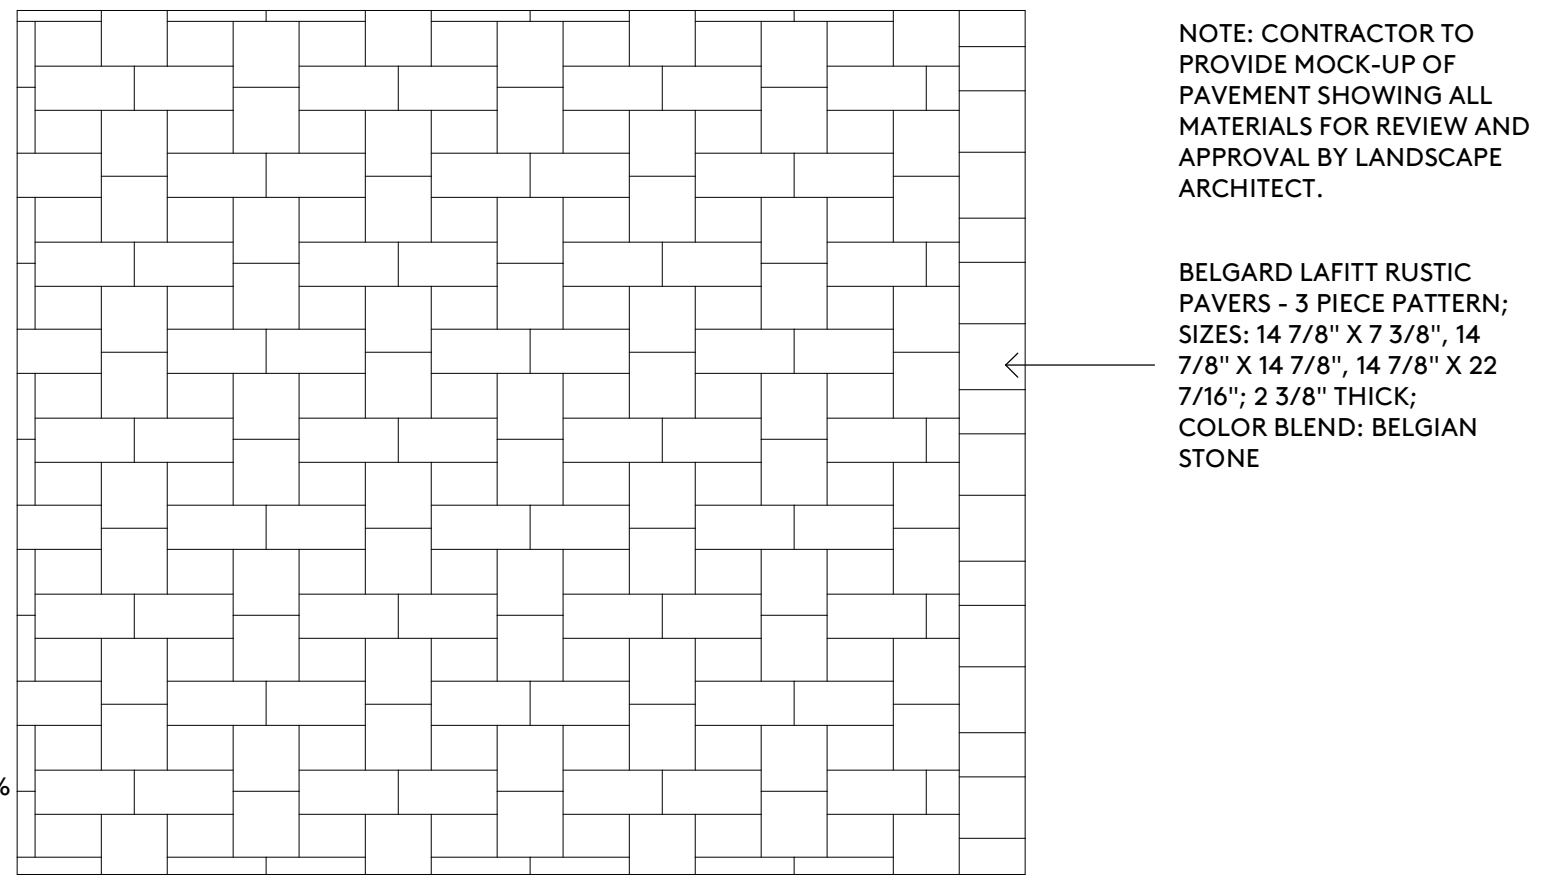 NOTE: CONTRACTOR TO
PROVIDE MOCK-UP OF
PAVEMENT SHOWING ALL
MATERIALS FOR REVIEW AND
APPROVAL BY LANDSCAPE
ARCHITECT.
BELGARD LAFITT RUSTIC
PAVERS - 3 PIECE PATTERN;
SIZES: 14 7/8" X 7 3/8", 14
7/8" X 14 7/8", 14 7/8" X 22
7/16"; 2 3/8" THICK;
COLOR BLEND: BELGIAN
STONE
%